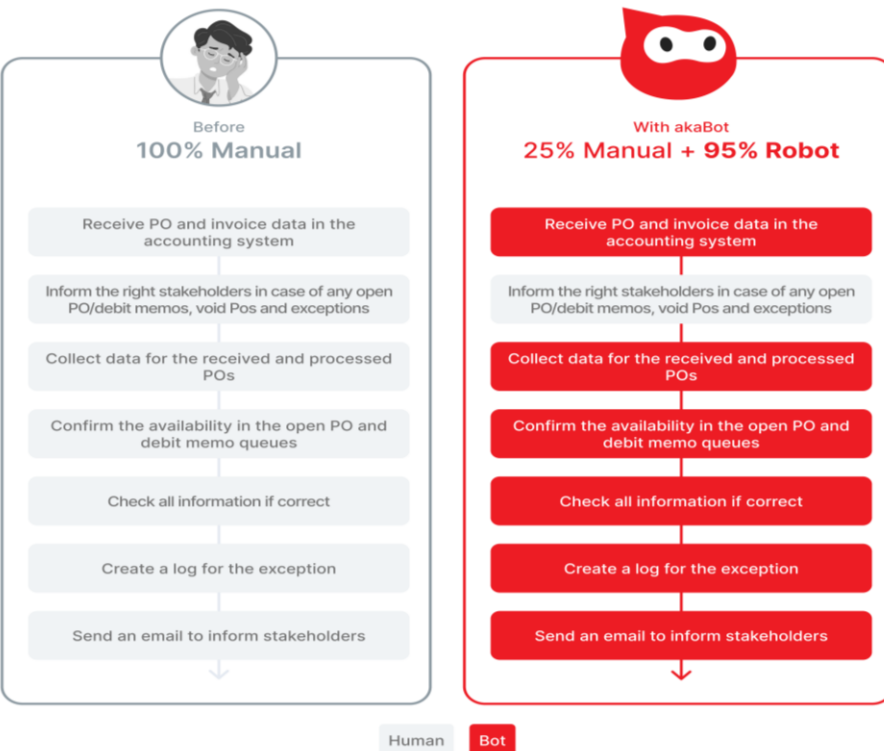 Before
100% Manual
Receive PO and invoice data in the
accounting system
Inform the right stakeholders in case of any open
PO/debit memos, void Pos and exceptions
Collect data for the received and processed
POs
Confirm the availability in the open PO and
debit memo queues
Check all information if correct
Create a log for the exception
Send an email to inform stakeholders
With akaBot
25% Manual + 95% Robot
Receive PO and invoice data in the
accounting system
Inform the right stakeholders in case of any open
PO/debit memos, void Pos and exceptions
Collect data for the received and processed
POs
Confirm the availability in the open PO and
debit memo queues
Check all information if correct
Create a log for the exception
Send an email to inform stakeholders
Human
Bot